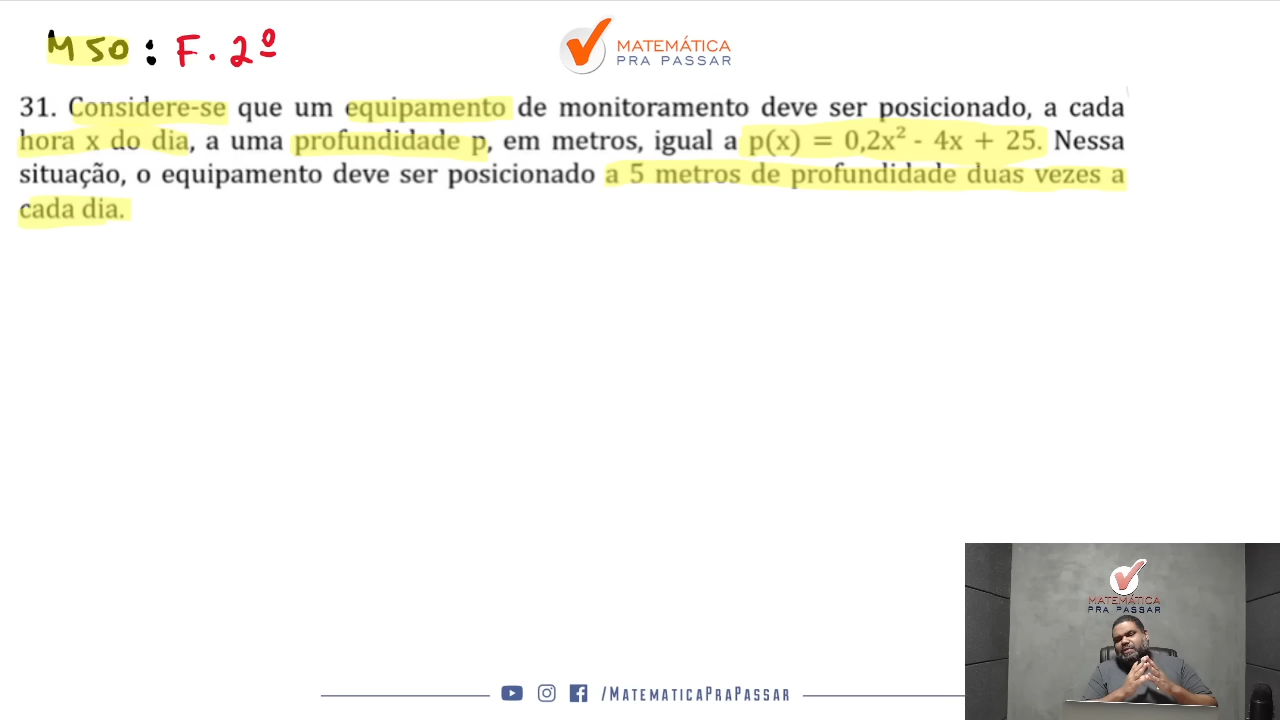 M 50 : F. 2º
MATEMÁTICA
PRA PASSAR
31. Considere-se que um equipamento de monitoramento deve ser posicionado, a cada
hora x do dia, a uma profundidade p, em metros, igual a p(x) = 0,2x² - 4x + 25. Nessa
situação, o equipamento deve ser posicionado a 5 metros de profundidade duas vezes a
cada dia.
MATEMÁTICA
PRA PASSAR
/MATEMATICAPRAPASSAR